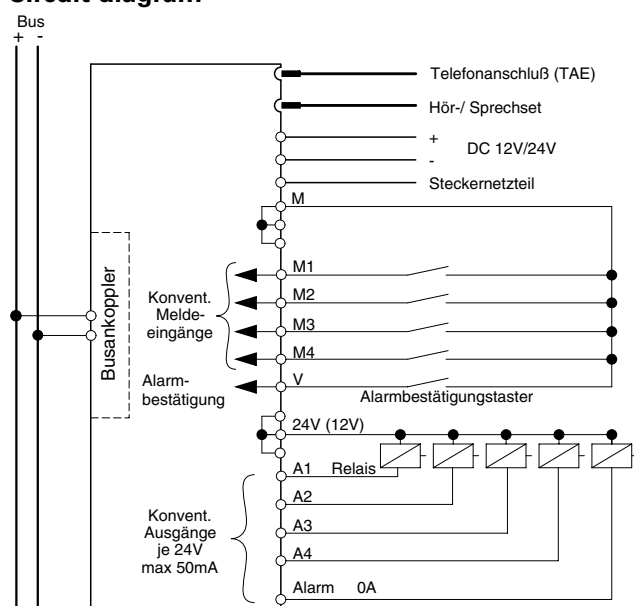 Circuit diagram
Bus
+ -
Telefonanschluß (TAE)
Hör-/ Sprechset
+
DC 12V/24V
-
Steckernetzteil
M
Busankoppler
Konvent.
Melde-
eingänge
M1
M2
M3
M4
Alarm-
bestätigung
V
Alarmbestätigungstaster
24V (12V)
A1 Relais
A2
Konvent.
Ausgänge
je 24V
max 50mA
A3
A4
Alarm 0A